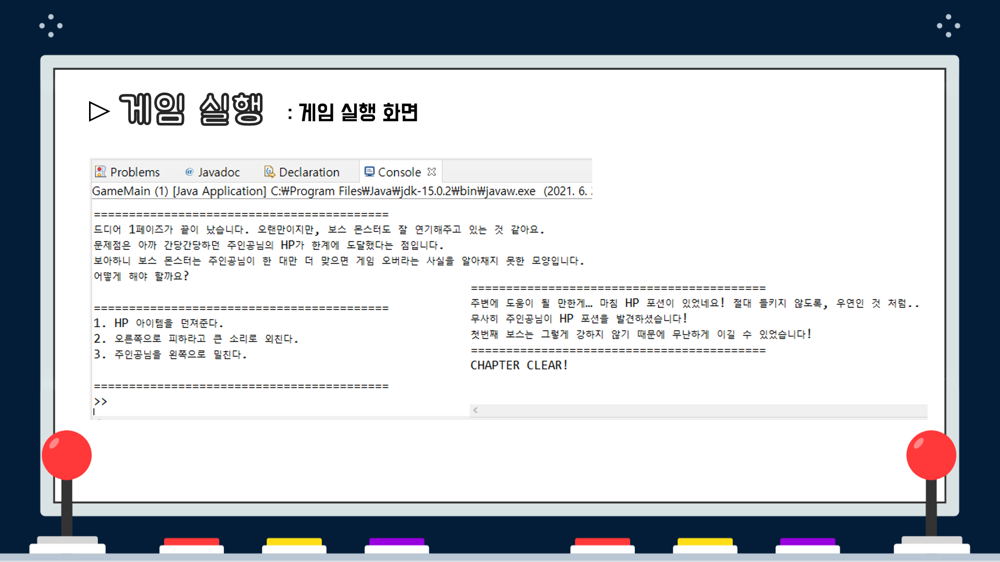 게임 실행 : 게임 실행 화면
Problems @ Javadoc Declaration Console
GameMain (1) [Java Application] C:₩Program Files₩Java₩jdk-15.0.2₩bin₩javaw.exe (2021. 6.
==========================================
드디어 1페이즈가 끝이 났습니다. 오랜만이지만, 보스 몬스터도 잘 연기해주고 있는 것 같아요.
문제점은 아까 간당간당하던 주인공님의 HP가 한계에 도달했다는 점입니다.
보아하니 보스 몬스터는 주인공님이 한 대만 더 맞으면 게임 오버라는 사실을 알아채지 못한 모양입니다.
어떻게 해야 할까요?
==========================================
1. HP 아이템을 던져준다.
2. 오른쪽으로 피하라고 큰 소리로 외친다.
3. 주인공님을 왼쪽으로 밀친다.
==========================================
>>
==========================================
주변에 도움이 될 만한게… 마침 HP 포션이 있었네요! 절대 들키지 않도록, 우연인 것 처럼..
무사히 주인공님이 HP 포션을 발견하셨습니다!
첫번째 보스는 그렇게 강하지 않기 때문에 무난하게 이길 수 있었습니다!
==========================================
CHAPTER CLEAR!